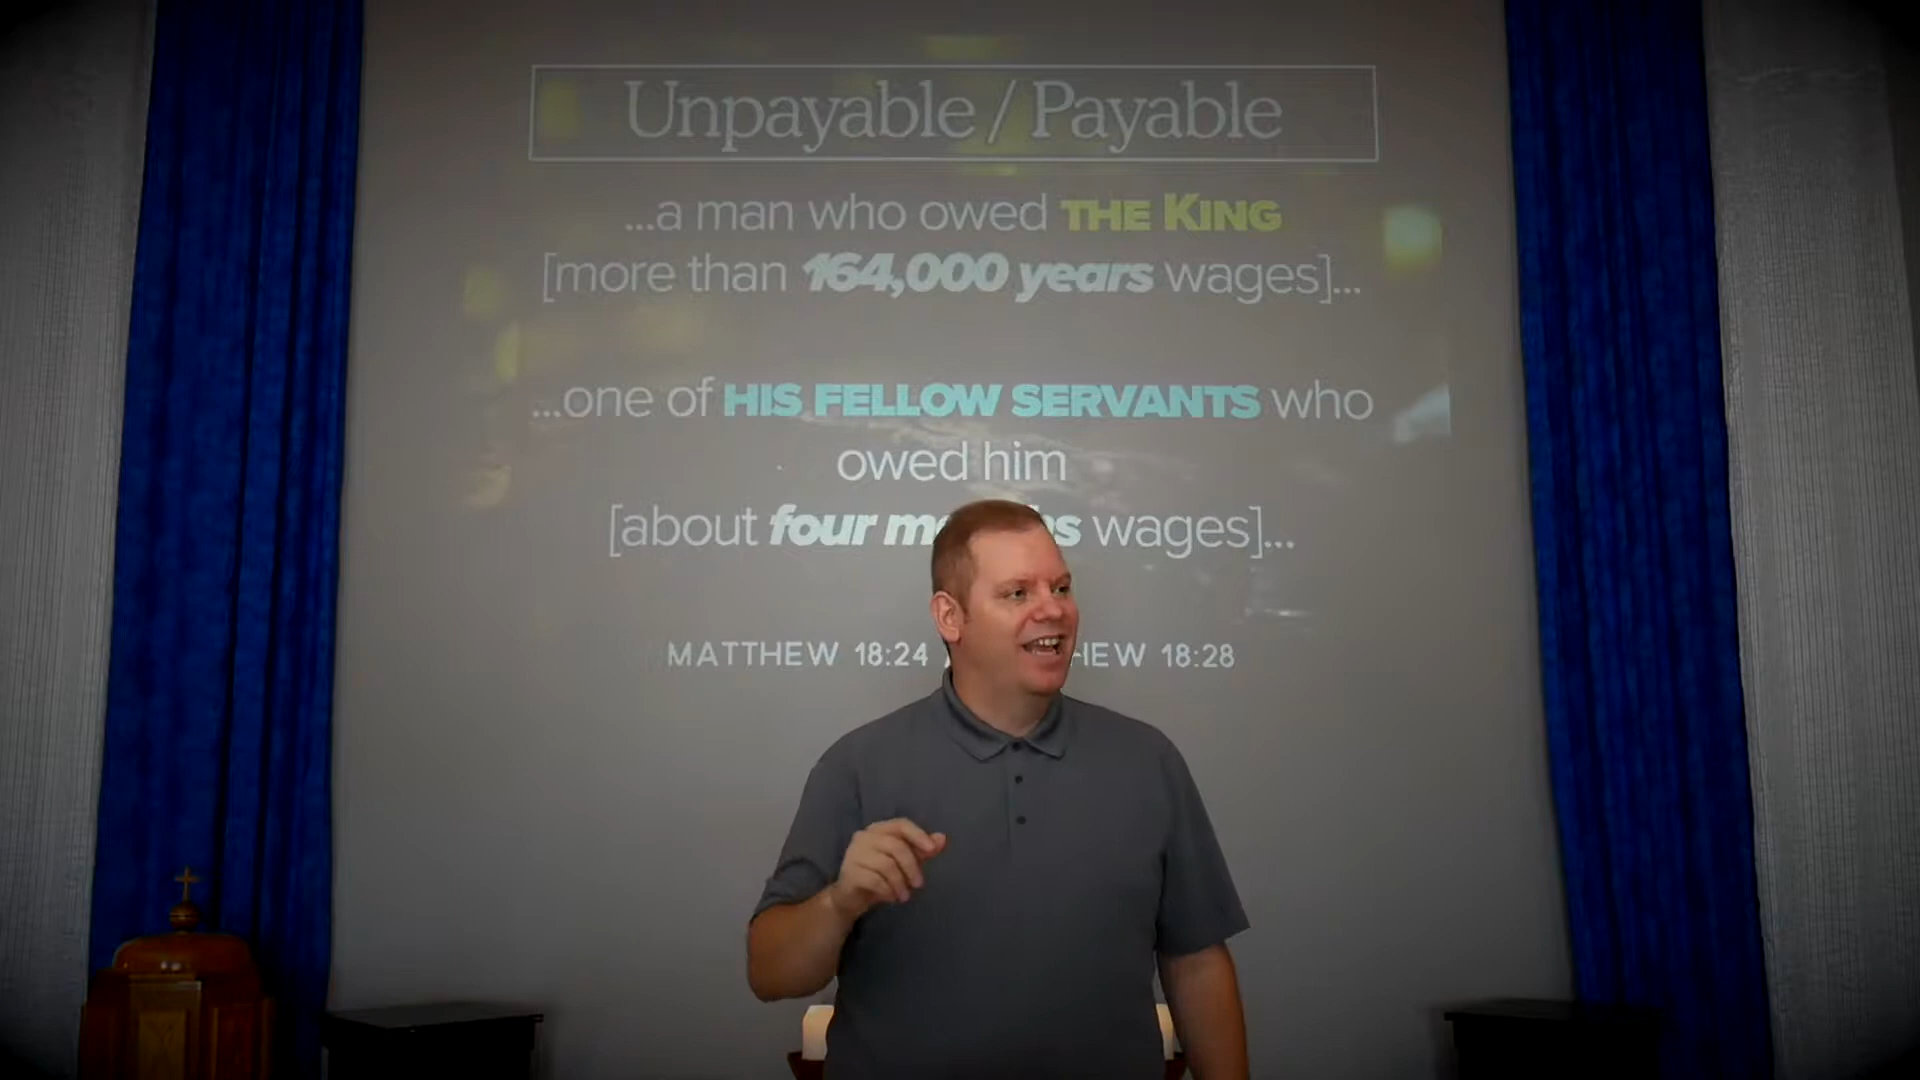 Unpayable / Payable
...a man who owed THE KING
[more than 164,000 years wages]...
...one of HIS FELLOW SERVANTS who
owed him
[about four wages]...
MATTHEW 18:24 18:28